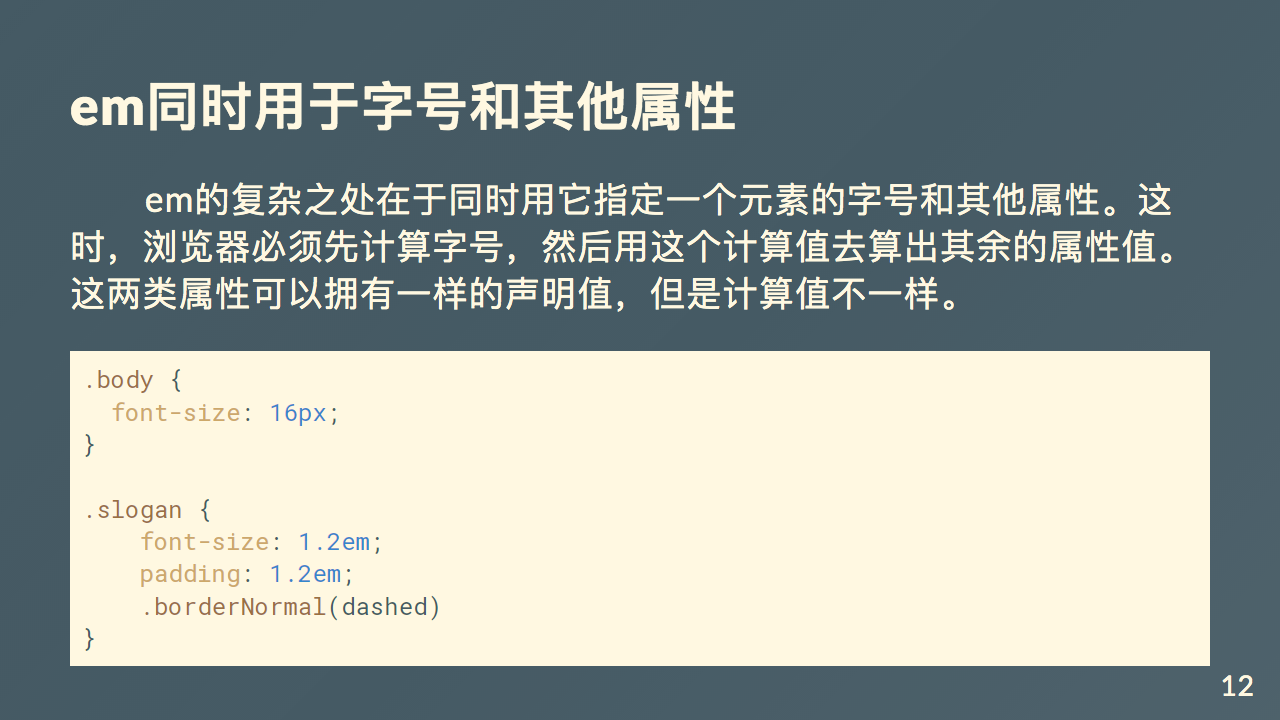 em同时用于字号和其他属性
em的复杂之处在于同时用它指定一个元素的字号和其他属性。这
时，浏览器必须先计算字号，然后用这个计算值去算出其余的属性值。
这两类属性可以拥有一样的声明值，但是计算值不一样。
.body {
  font-size: 16px;
}
.slogan {
    font-size: 1.2em;
    padding: 1.2em;
    .borderNormal(dashed)
}
12